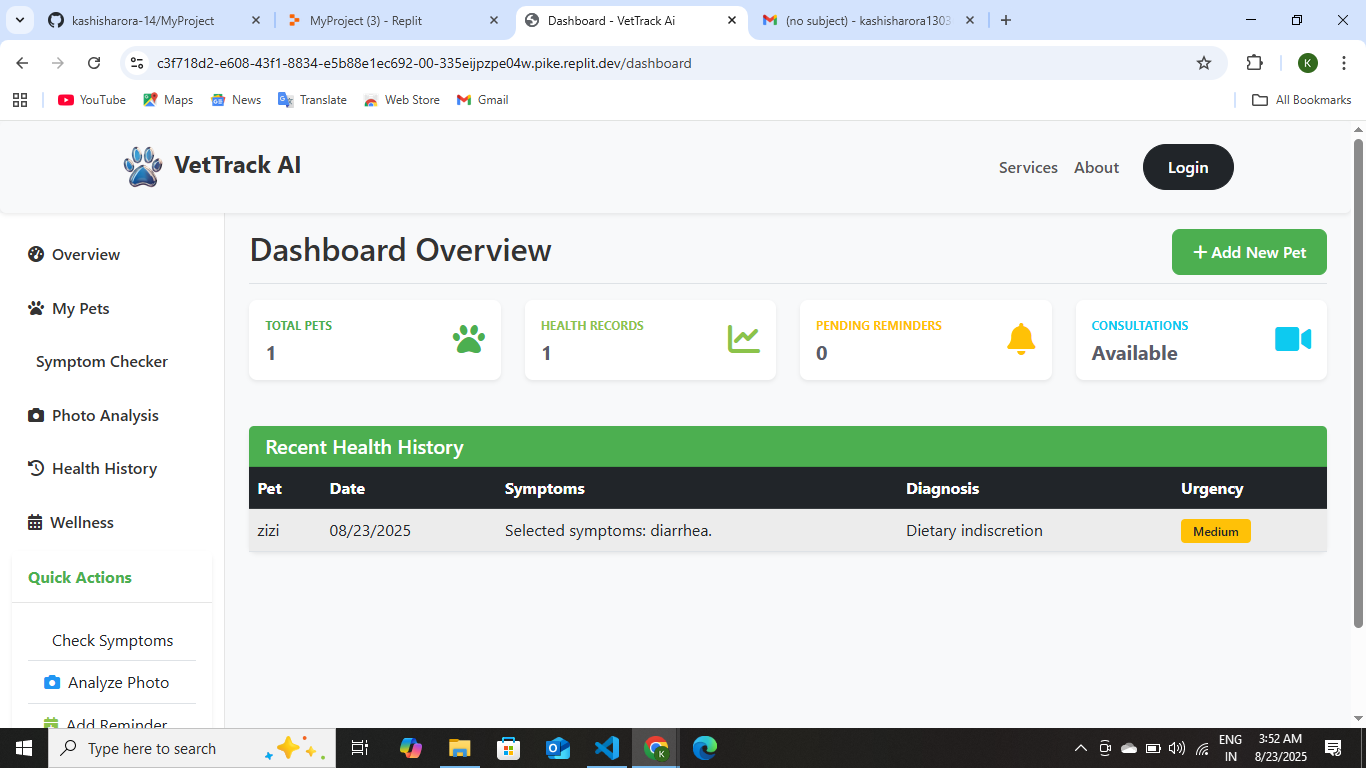 kashisharora-14/MyProject
MyProject (3) - Replit
Dashboard - VetTrack Ai
(no subject) - kashisharora130
c3f718d2-e608-43f1-8834-e5b88e1ec692-00-335eijpzpe04w.pike.replit.dev/dashboard
K
YouTube
Maps
News
Translate
Web Store
Gmail
All Bookmarks
VetTrack AI
Services
About
Login
Overview
My Pets
Symptom Checker
Photo Analysis
Health History
Wellness
Quick Actions
Check Symptoms
Analyze Photo
Add Reminder
Dashboard Overview
+ Add New Pet
TOTAL PETS
1
HEALTH RECORDS
1
PENDING REMINDERS
0
CONSULTATIONS
Available
Recent Health History
Pet Date Symptoms Diagnosis Urgency
zizi 08/23/2025 Selected symptoms: diarrhea. Dietary indiscretion Medium
Type here to search
ENG
IN
3:52 AM
8/23/2025